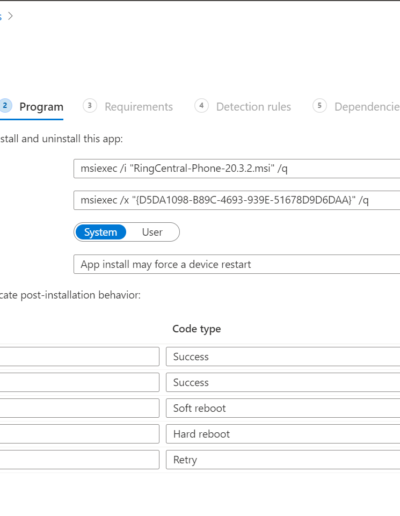 s >
2 Program 3 Requirements 4 Detection rules 5 Dependencie
stall and uninstall this app:
msiexec /i "RingCentral-Phone-20.3.2.msi" /q
msiexec /x "{D5DA1098-B89C-4693-939E-51678D9D6DAA}" /q
System User
App install may force a device restart
cate post-installation behavior:
Code type
Success
Success
Soft reboot
Hard reboot
Retry